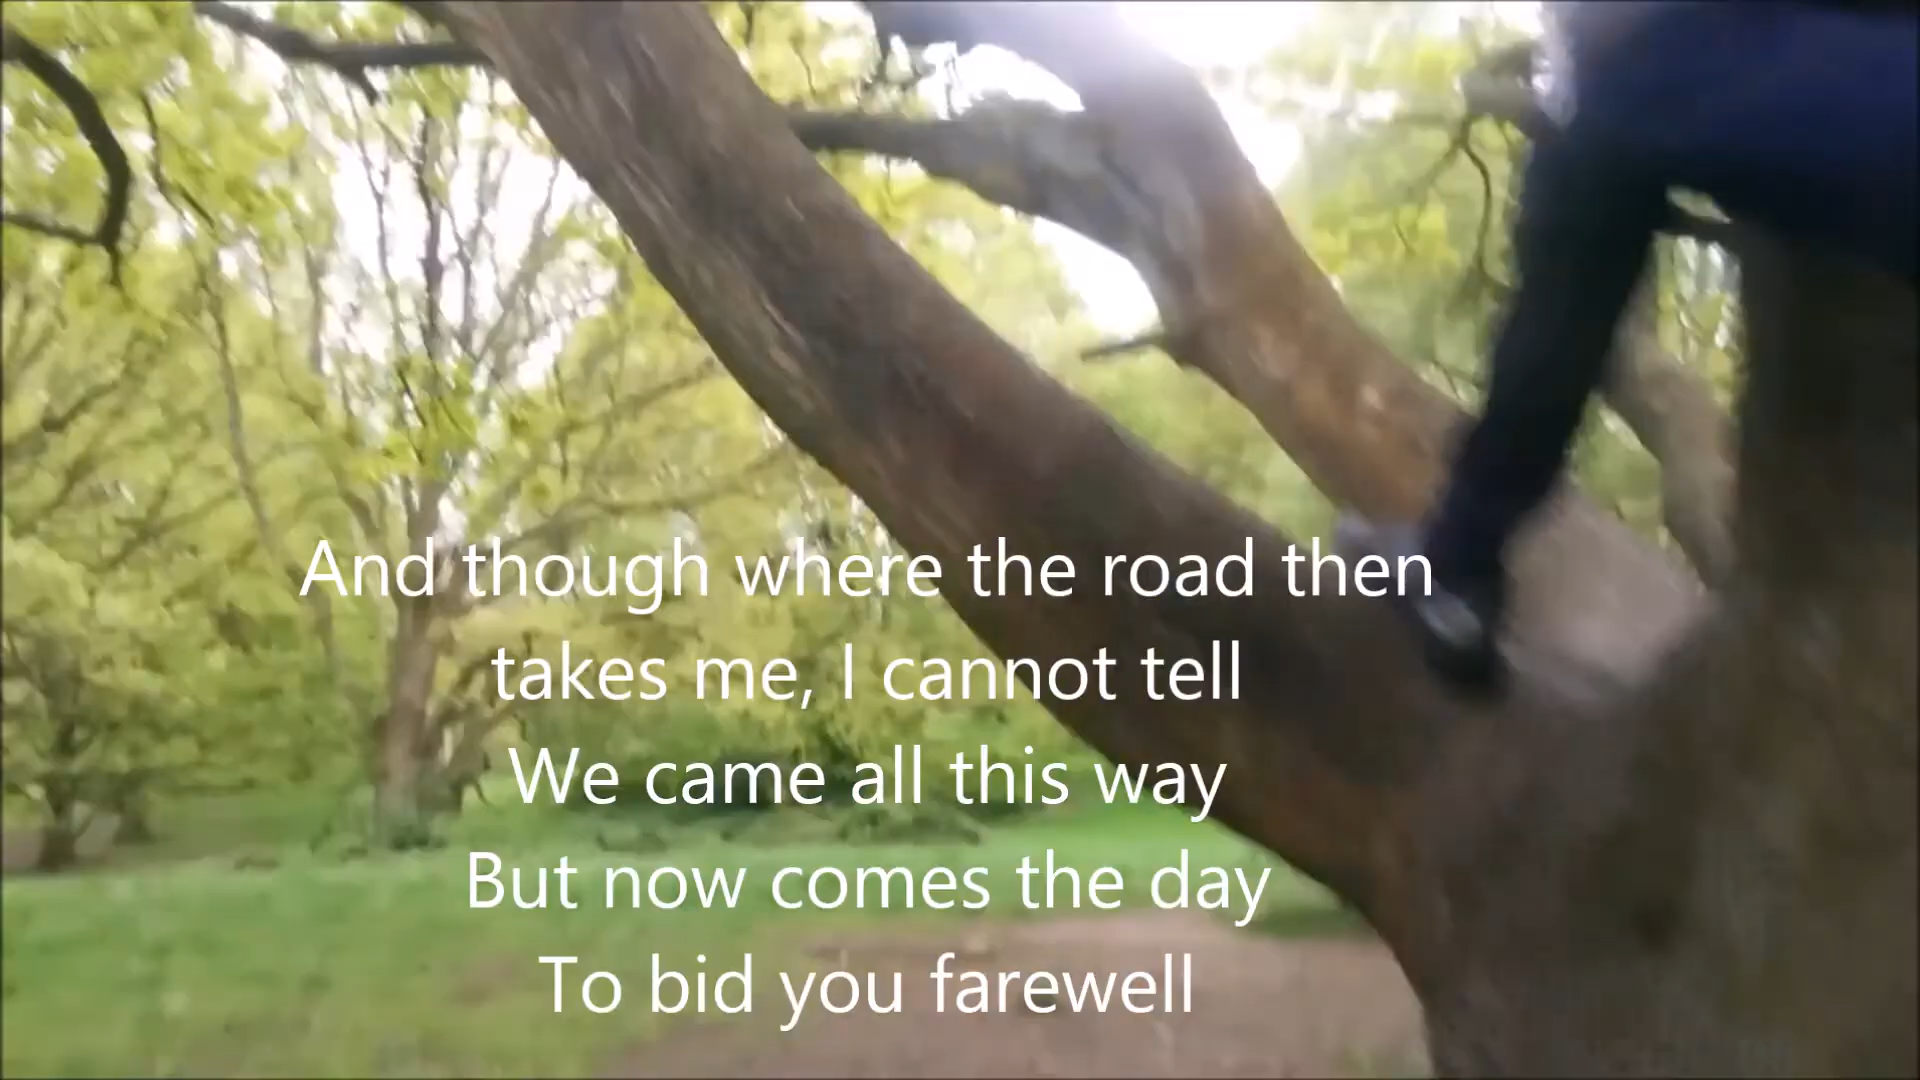 And though where the road then
takes me, I cannot tell
We came all this way
But now comes the day
To bid you farewell